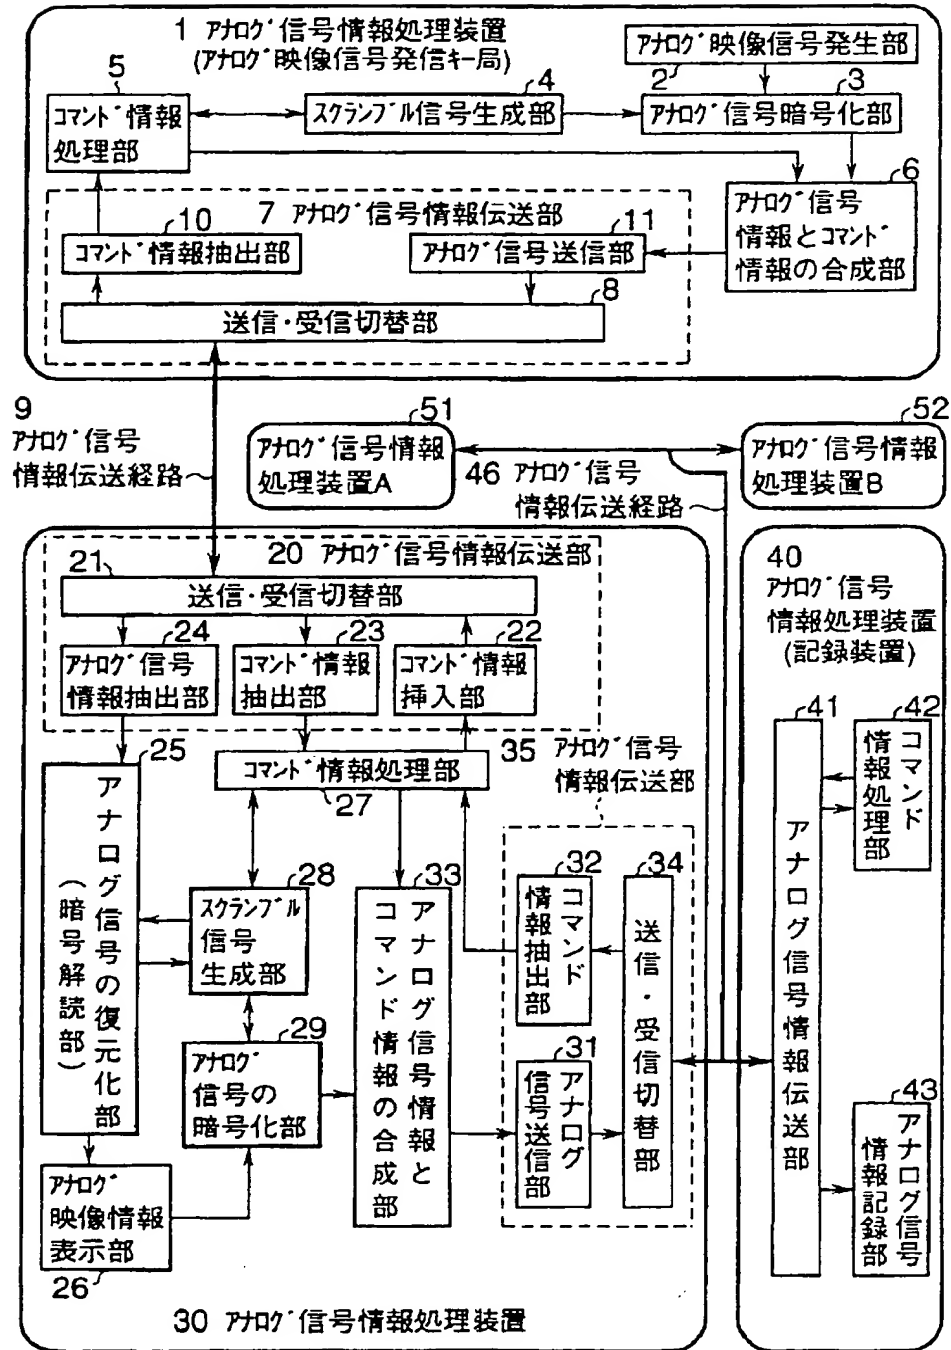 1 アナログ信号情報処理装置
(アナログ映像信号発信キー局)
アナログ映像信号発生部
2
3
4
5
コマンド情報
処理部
スクランブル信号生成部
アナログ信号暗号化部
6
アナログ信号
情報とコマンド
情報の合成部
7 アナログ信号情報伝送部
10
コマンド情報抽出部
11
アナログ信号送信部
8
送信・受信切替部
9
アナログ信号
情報伝送経路
51
アナログ信号情報
処理装置A
46 アナログ信号
情報伝送経路
52
アナログ信号情報
処理装置B
20 アナログ信号情報伝送部
21
送信・受信切替部
24
アナログ信号
情報抽出部
23
コマンド情報
抽出部
22
コマンド情報
挿入部
25
アナログ信号の復元化部
(暗号解読部)
コマンド情報処理部
27
35 アナログ信号
情報伝送部
28
スクランブル
信号
生成部
29
アナログ
信号の
暗号化部
33
アナログ信号情報と
コマンド情報の合成部
32
コマンド
情報抽出部
31
アナログ
信号送信部
34
送信・受信切替部
アナログ
映像情報
表示部
26
30 アナログ信号情報処理装置
40
アナログ信号
情報処理装置
(記録装置)
41
アナログ信号情報伝送部
42
コマンド
情報処理部
43
アナログ信号
情報記録部